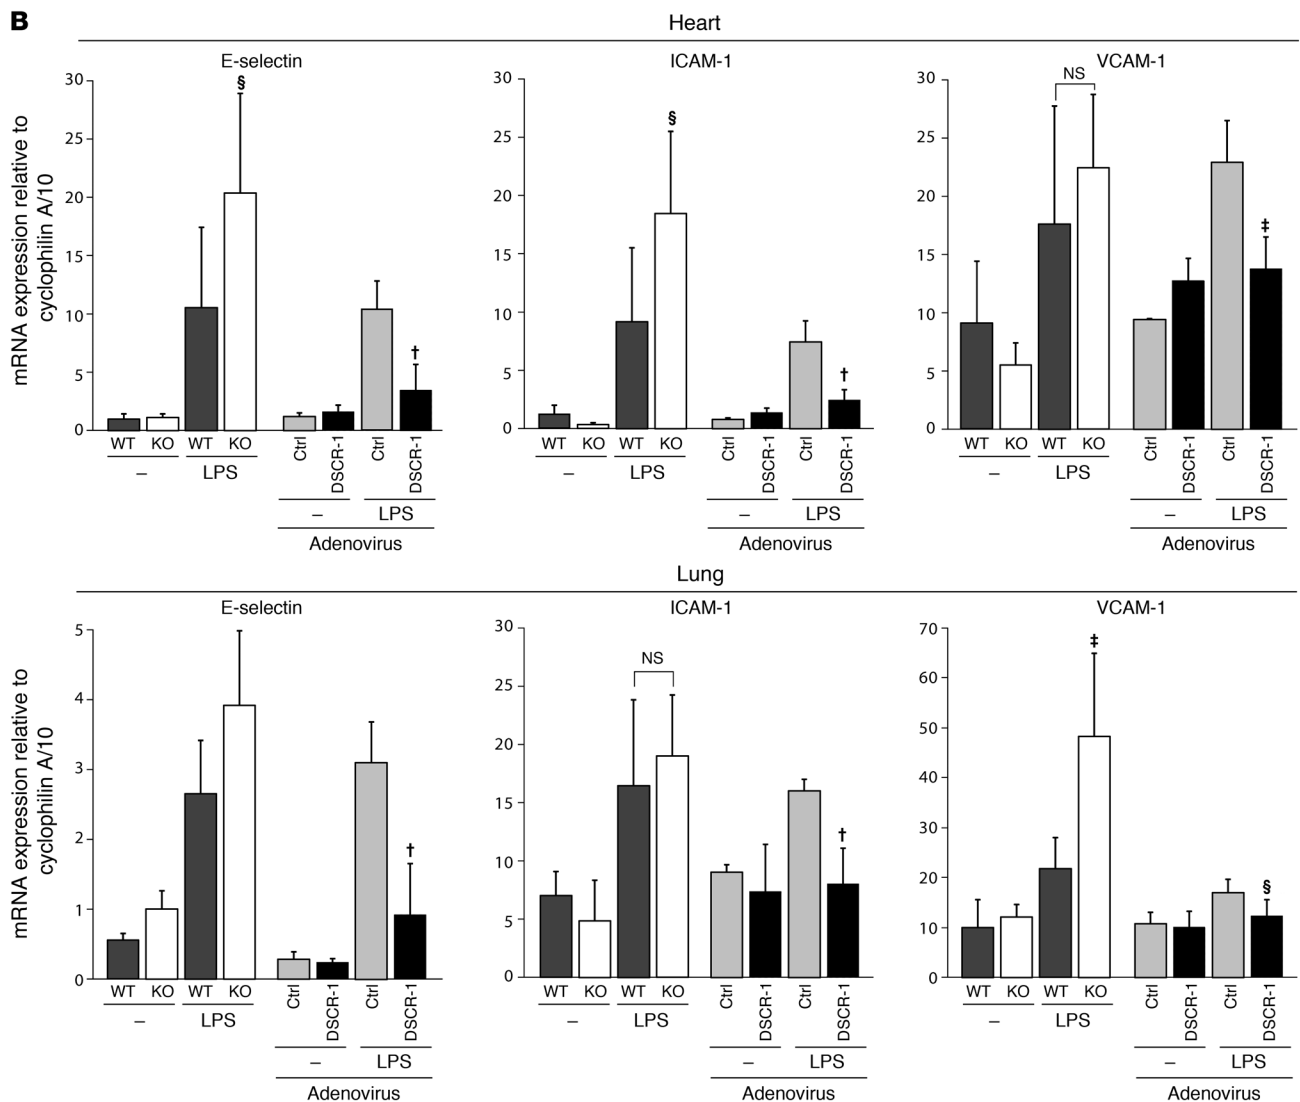 B
Heart
E-selectin ICAM-1 VCAM-1
mRNA expression relative to
cyclophilin A/10
30 25 20 15 10 5 0
§
†
WT KO WT KO Ctrl DSCR-1 Ctrl DSCR-1
– LPS
– LPS
Adenovirus
30 25 20 15 10 5 0
§
†
WT KO WT KO Ctrl DSCR-1 Ctrl DSCR-1
– LPS
– LPS
Adenovirus
30 25 20 15 10 5 0
NS
‡
WT KO WT KO Ctrl DSCR-1 Ctrl DSCR-1
– LPS
– LPS
Adenovirus
Lung
E-selectin ICAM-1 VCAM-1
mRNA expression relative to
cyclophilin A/10
5 4 3 2 1 0
†
WT KO WT KO Ctrl DSCR-1 Ctrl DSCR-1
– LPS
– LPS
Adenovirus
30 25 20 15 10 5 0
NS
†
WT KO WT KO Ctrl DSCR-1 Ctrl DSCR-1
– LPS
– LPS
Adenovirus
70 60 50 40 30 20 10 0
‡
§
WT KO WT KO Ctrl DSCR-1 Ctrl DSCR-1
– LPS
– LPS
Adenovirus